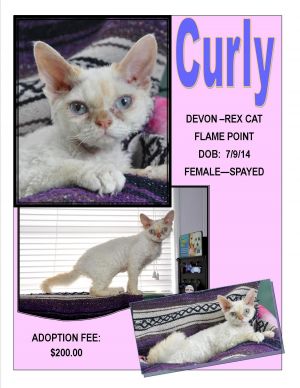 Curly
DEVON –REX CAT
FLAME POINT
DOB: 7/9/14
FEMALE—SPAYED
ADOPTION FEE:
$200.00